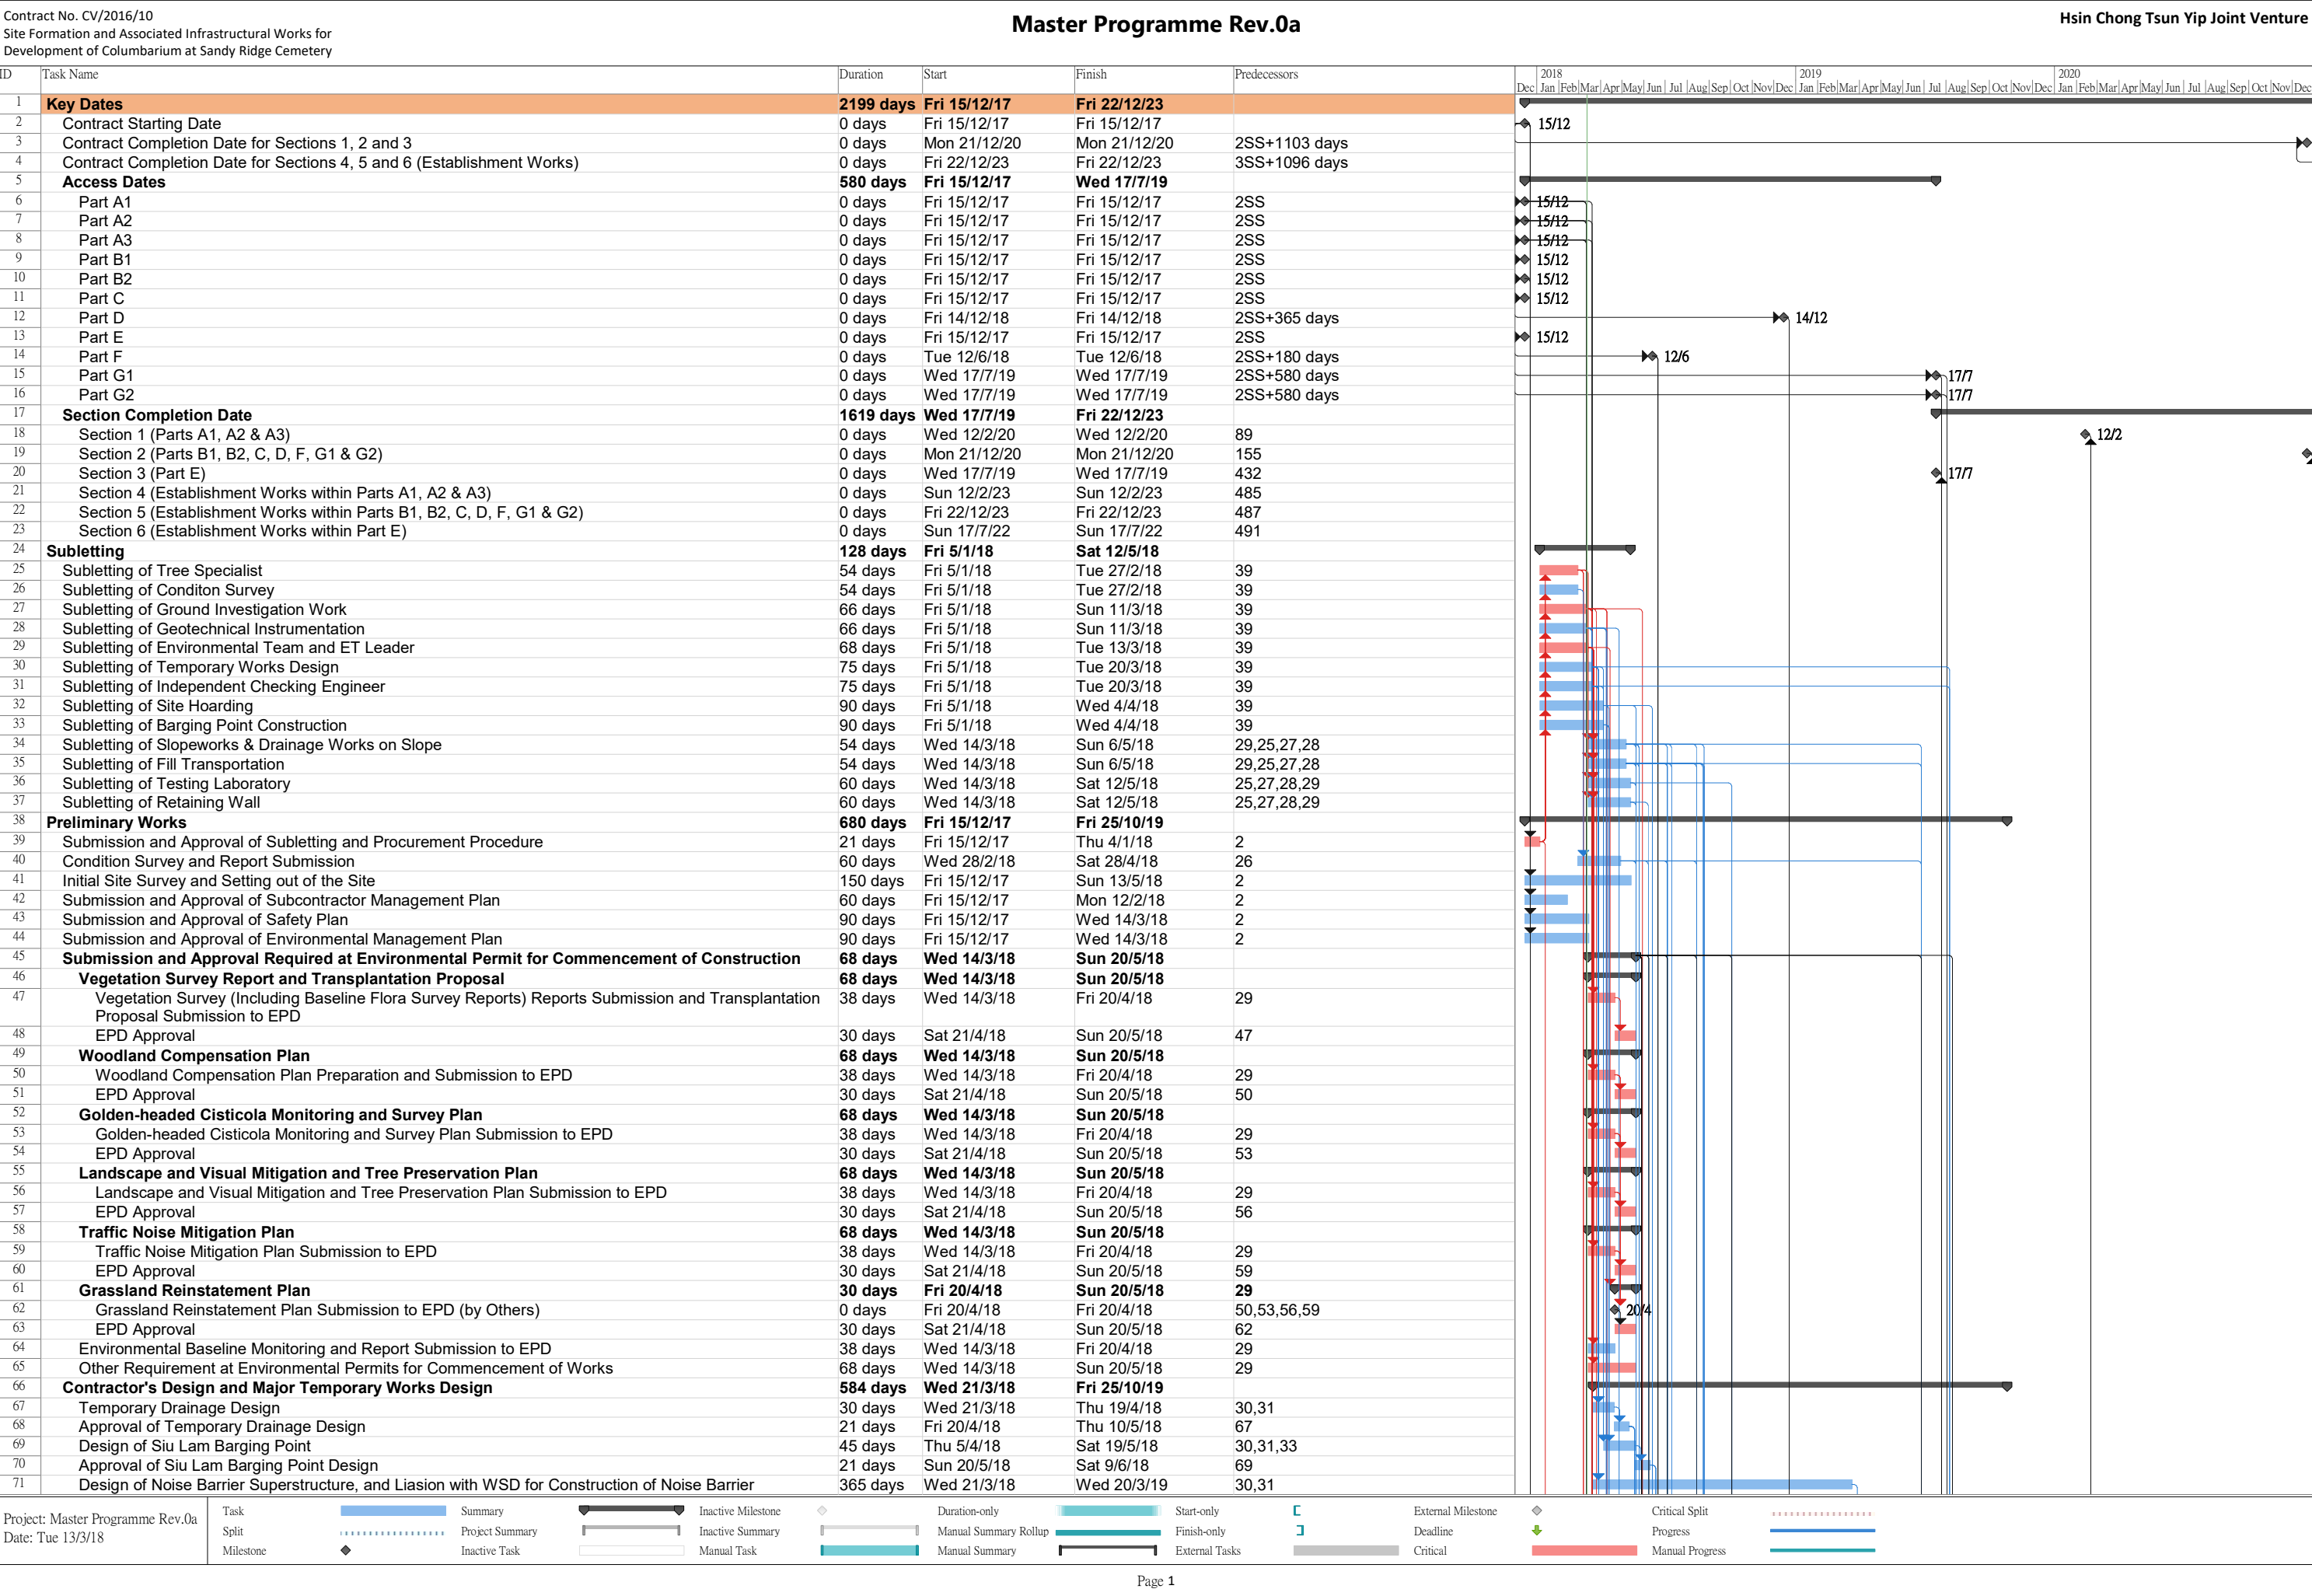 Contract No. CV/2016/10
Site Formation and Associated Infrastructural Works for
Development of Columbarium at Sandy Ridge Cemetery
Master Programme Rev.0a
Hsin Chong Tsun Yip Joint Venture
ID Task Name Duration Start Finish Predecessors
2018 2019 2020
Dec Jan Feb Mar Apr May Jun Jul Aug Sep Oct Nov Dec Jan Feb Mar Apr May Jun Jul Aug Sep Oct Nov Dec Jan Feb Mar Apr May Jun Jul Aug Sep Oct Nov Dec
1 Key Dates 2199 days Fri 15/12/17 Fri 22/12/23
2 Contract Starting Date 0 days Fri 15/12/17 Fri 15/12/17 15/12
3 Contract Completion Date for Sections 1, 2 and 3 0 days Mon 21/12/20 Mon 21/12/20 2SS+1103 days
4 Contract Completion Date for Sections 4, 5 and 6 (Establishment Works) 0 days Fri 22/12/23 Fri 22/12/23 3SS+1096 days
5 Access Dates 580 days Fri 15/12/17 Wed 17/7/19
6 Part A1 0 days Fri 15/12/17 Fri 15/12/17 2SS 15/12
7 Part A2 0 days Fri 15/12/17 Fri 15/12/17 2SS 15/12
8 Part A3 0 days Fri 15/12/17 Fri 15/12/17 2SS 15/12
9 Part B1 0 days Fri 15/12/17 Fri 15/12/17 2SS 15/12
10 Part B2 0 days Fri 15/12/17 Fri 15/12/17 2SS 15/12
11 Part C 0 days Fri 15/12/17 Fri 15/12/17 2SS 15/12
12 Part D 0 days Fri 14/12/18 Fri 14/12/18 2SS+365 days 14/12
13 Part E 0 days Fri 15/12/17 Fri 15/12/17 2SS 15/12
14 Part F 0 days Tue 12/6/18 Tue 12/6/18 2SS+180 days 12/6
15 Part G1 0 days Wed 17/7/19 Wed 17/7/19 2SS+580 days 17/7
16 Part G2 0 days Wed 17/7/19 Wed 17/7/19 2SS+580 days 17/7
17 Section Completion Date 1619 days Wed 17/7/19 Fri 22/12/23
18 Section 1 (Parts A1, A2 & A3) 0 days Wed 12/2/20 Wed 12/2/20 89 12/2
19 Section 2 (Parts B1, B2, C, D, F, G1 & G2) 0 days Mon 21/12/20 Mon 21/12/20 155
20 Section 3 (Part E) 0 days Wed 17/7/19 Wed 17/7/19 432 17/7
21 Section 4 (Establishment Works within Parts A1, A2 & A3) 0 days Sun 12/2/23 Sun 12/2/23 485
22 Section 5 (Establishment Works within Parts B1, B2, C, D, F, G1 & G2) 0 days Fri 22/12/23 Fri 22/12/23 487
23 Section 6 (Establishment Works within Part E) 0 days Sun 17/7/22 Sun 17/7/22 491
24 Subletting 128 days Fri 5/1/18 Sat 12/5/18
25 Subletting of Tree Specialist 54 days Fri 5/1/18 Tue 27/2/18 39
26 Subletting of Conditon Survey 54 days Fri 5/1/18 Tue 27/2/18 39
27 Subletting of Ground Investigation Work 66 days Fri 5/1/18 Sun 11/3/18 39
28 Subletting of Geotechnical Instrumentation 66 days Fri 5/1/18 Sun 11/3/18 39
29 Subletting of Environmental Team and ET Leader 68 days Fri 5/1/18 Tue 13/3/18 39
30 Subletting of Temporary Works Design 75 days Fri 5/1/18 Tue 20/3/18 39
31 Subletting of Independent Checking Engineer 75 days Fri 5/1/18 Tue 20/3/18 39
32 Subletting of Site Hoarding 90 days Fri 5/1/18 Wed 4/4/18 39
33 Subletting of Barging Point Construction 90 days Fri 5/1/18 Wed 4/4/18 39
34 Subletting of Slopeworks & Drainage Works on Slope 54 days Wed 14/3/18 Sun 6/5/18 29,25,27,28
35 Subletting of Fill Transportation 54 days Wed 14/3/18 Sun 6/5/18 29,25,27,28
36 Subletting of Testing Laboratory 60 days Wed 14/3/18 Sat 12/5/18 25,27,28,29
37 Subletting of Retaining Wall 60 days Wed 14/3/18 Sat 12/5/18 25,27,28,29
38 Preliminary Works 680 days Fri 15/12/17 Fri 25/10/19
39 Submission and Approval of Subletting and Procurement Procedure 21 days Fri 15/12/17 Thu 4/1/18 2
40 Condition Survey and Report Submission 60 days Wed 28/2/18 Sat 28/4/18 26
41 Initial Site Survey and Setting out of the Site 150 days Fri 15/12/17 Sun 13/5/18 2
42 Submission and Approval of Subcontractor Management Plan 60 days Fri 15/12/17 Mon 12/2/18 2
43 Submission and Approval of Safety Plan 90 days Fri 15/12/17 Wed 14/3/18 2
44 Submission and Approval of Environmental Management Plan 90 days Fri 15/12/17 Wed 14/3/18 2
45 Submission and Approval Required at Environmental Permit for Commencement of Construction 68 days Wed 14/3/18 Sun 20/5/18
46 Vegetation Survey Report and Transplantation Proposal 68 days Wed 14/3/18 Sun 20/5/18
47 Vegetation Survey (Including Baseline Flora Survey Reports) Reports Submission and Transplantation 38 days Wed 14/3/18 Fri 20/4/18 29
Proposal Submission to EPD
48 EPD Approval 30 days Sat 21/4/18 Sun 20/5/18 47
49 Woodland Compensation Plan 68 days Wed 14/3/18 Sun 20/5/18
50 Woodland Compensation Plan Preparation and Submission to EPD 38 days Wed 14/3/18 Fri 20/4/18 29
51 EPD Approval 30 days Sat 21/4/18 Sun 20/5/18 50
52 Golden-headed Cisticola Monitoring and Survey Plan 68 days Wed 14/3/18 Sun 20/5/18
53 Golden-headed Cisticola Monitoring and Survey Plan Submission to EPD 38 days Wed 14/3/18 Fri 20/4/18 29
54 EPD Approval 30 days Sat 21/4/18 Sun 20/5/18 53
55 Landscape and Visual Mitigation and Tree Preservation Plan 68 days Wed 14/3/18 Sun 20/5/18
56 Landscape and Visual Mitigation and Tree Preservation Plan Submission to EPD 38 days Wed 14/3/18 Fri 20/4/18 29
57 EPD Approval 30 days Sat 21/4/18 Sun 20/5/18 56
58 Traffic Noise Mitigation Plan 68 days Wed 14/3/18 Sun 20/5/18
59 Traffic Noise Mitigation Plan Submission to EPD 38 days Wed 14/3/18 Fri 20/4/18 29
60 EPD Approval 30 days Sat 21/4/18 Sun 20/5/18 59
61 Grassland Reinstatement Plan 30 days Fri 20/4/18 Sun 20/5/18 29
62 Grassland Reinstatement Plan Submission to EPD (by Others) 0 days Fri 20/4/18 Fri 20/4/18 50,53,56,59 20/4
63 EPD Approval 30 days Sat 21/4/18 Sun 20/5/18 62
64 Environmental Baseline Monitoring and Report Submission to EPD 38 days Wed 14/3/18 Fri 20/4/18 29
65 Other Requirement at Environmental Permits for Commencement of Works 68 days Wed 14/3/18 Sun 20/5/18 29
66 Contractor's Design and Major Temporary Works Design 584 days Wed 21/3/18 Fri 25/10/19
67 Temporary Drainage Design 30 days Wed 21/3/18 Thu 19/4/18 30,31
68 Approval of Temporary Drainage Design 21 days Fri 20/4/18 Thu 10/5/18 67
69 Design of Siu Lam Barging Point 45 days Thu 5/4/18 Sat 19/5/18 30,31,33
70 Approval of Siu Lam Barging Point Design 21 days Sun 20/5/18 Sat 9/6/18 69
71 Design of Noise Barrier Superstructure, and Liasion with WSD for Construction of Noise Barrier 365 days Wed 21/3/18 Wed 20/3/19 30,31
Project: Master Programme Rev.0a
Date: Tue 13/3/18
Task Summary Inactive Milestone Duration-only Start-only External Milestone Critical Split
Split Project Summary Inactive Summary Manual Summary Rollup Finish-only Deadline Progress
Milestone Inactive Task Manual Task Manual Summary External Tasks Critical Manual Progress
Page 1